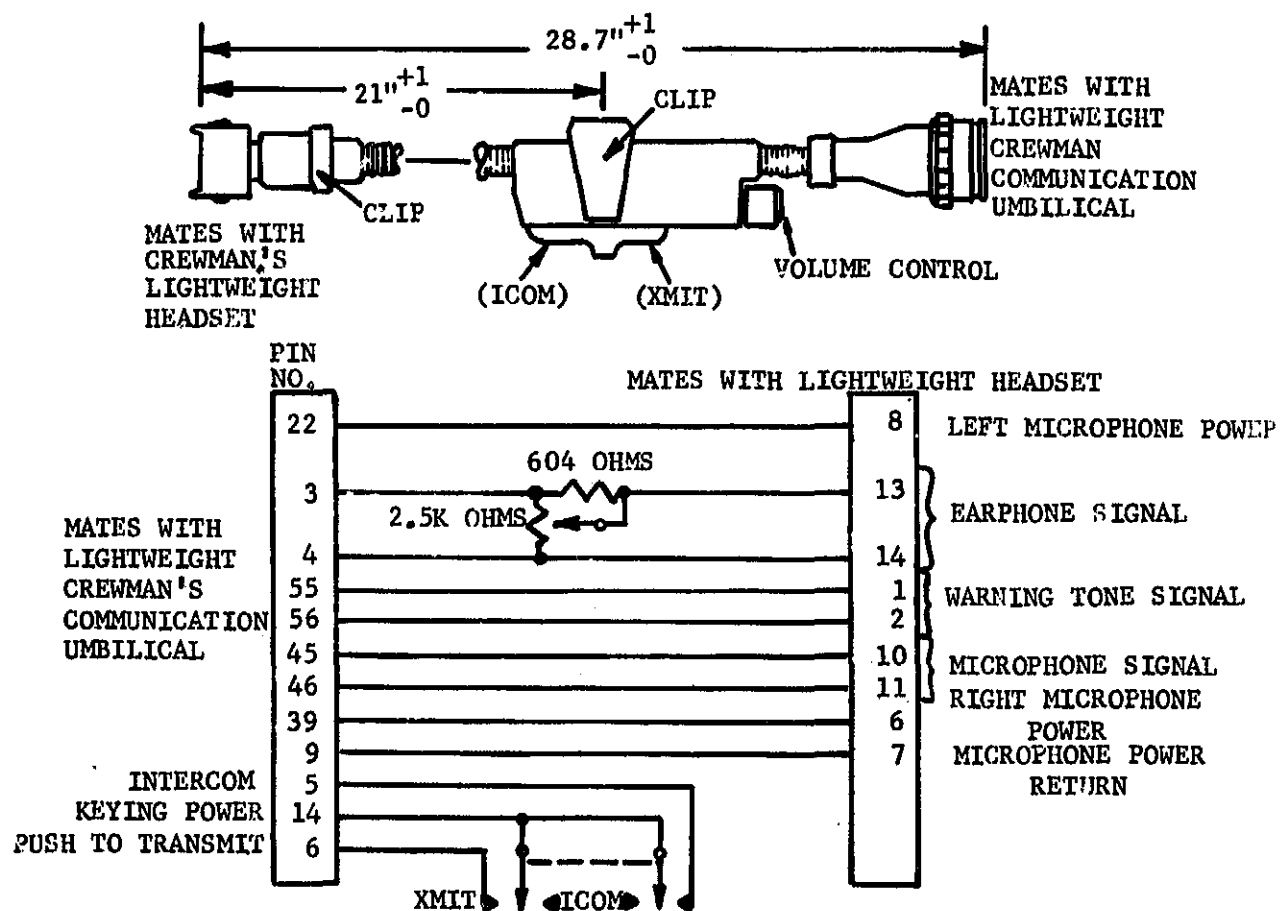 28.7" +1 -0
21" +1 -0
CLIP
MATES WITH
LIGHTWEIGHT
CREWMAN
COMMUNICATION
UMBILICAL
CLIP
MATES WITH
CREWMAN'S
LIGHTWEIGHT
HEADSET
(ICOM)
(XMIT)
VOLUME CONTROL
PIN
NO.
MATES WITH LIGHTWEIGHT HEADSET
22
8
LEFT MICROPHONE POWER
604 OHMS
3
13
2.5K OHMS
EARPHONE SIGNAL
MATES WITH
LIGHTWEIGHT
CREWMAN'S
COMMUNICATION
UMBILICAL
4
14
55
1
WARNING TONE SIGNAL
56
2
45
10
MICROPHONE SIGNAL
46
11
RIGHT MICROPHONE
POWER
39
6
9
7
MICROPHONE POWER
RETURN
INTERCOM
5
KEYING POWER
14
PUSH TO TRANSMIT
6
XMIT
ICOM